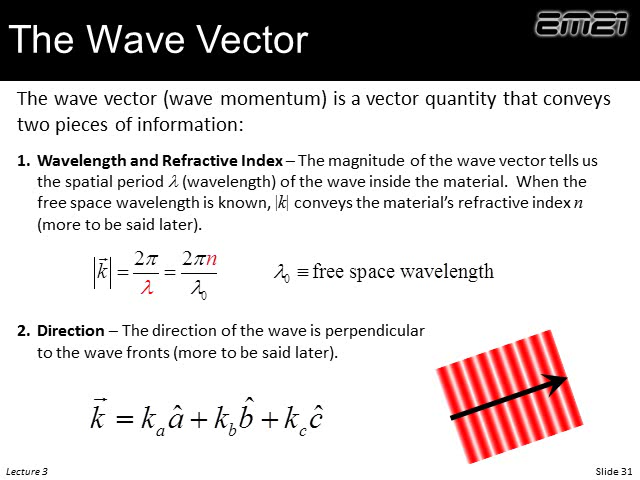 The Wave Vector
EM21
The wave vector (wave momentum) is a vector quantity that conveys
two pieces of information:
1. Wavelength and Refractive Index – The magnitude of the wave vector tells us
the spatial period λ (wavelength) of the wave inside the material. When the
free space wavelength is known, |k| conveys the material's refractive index n
(more to be said later).
|k⃗| = 2π/λ = 2πn/λ₀ λ₀ ≡ free space wavelength
2. Direction – The direction of the wave is perpendicular
to the wave fronts (more to be said later).
k⃗ = kₐâ + k_b b̂ + k_c ĉ
Lecture 3 Slide 31